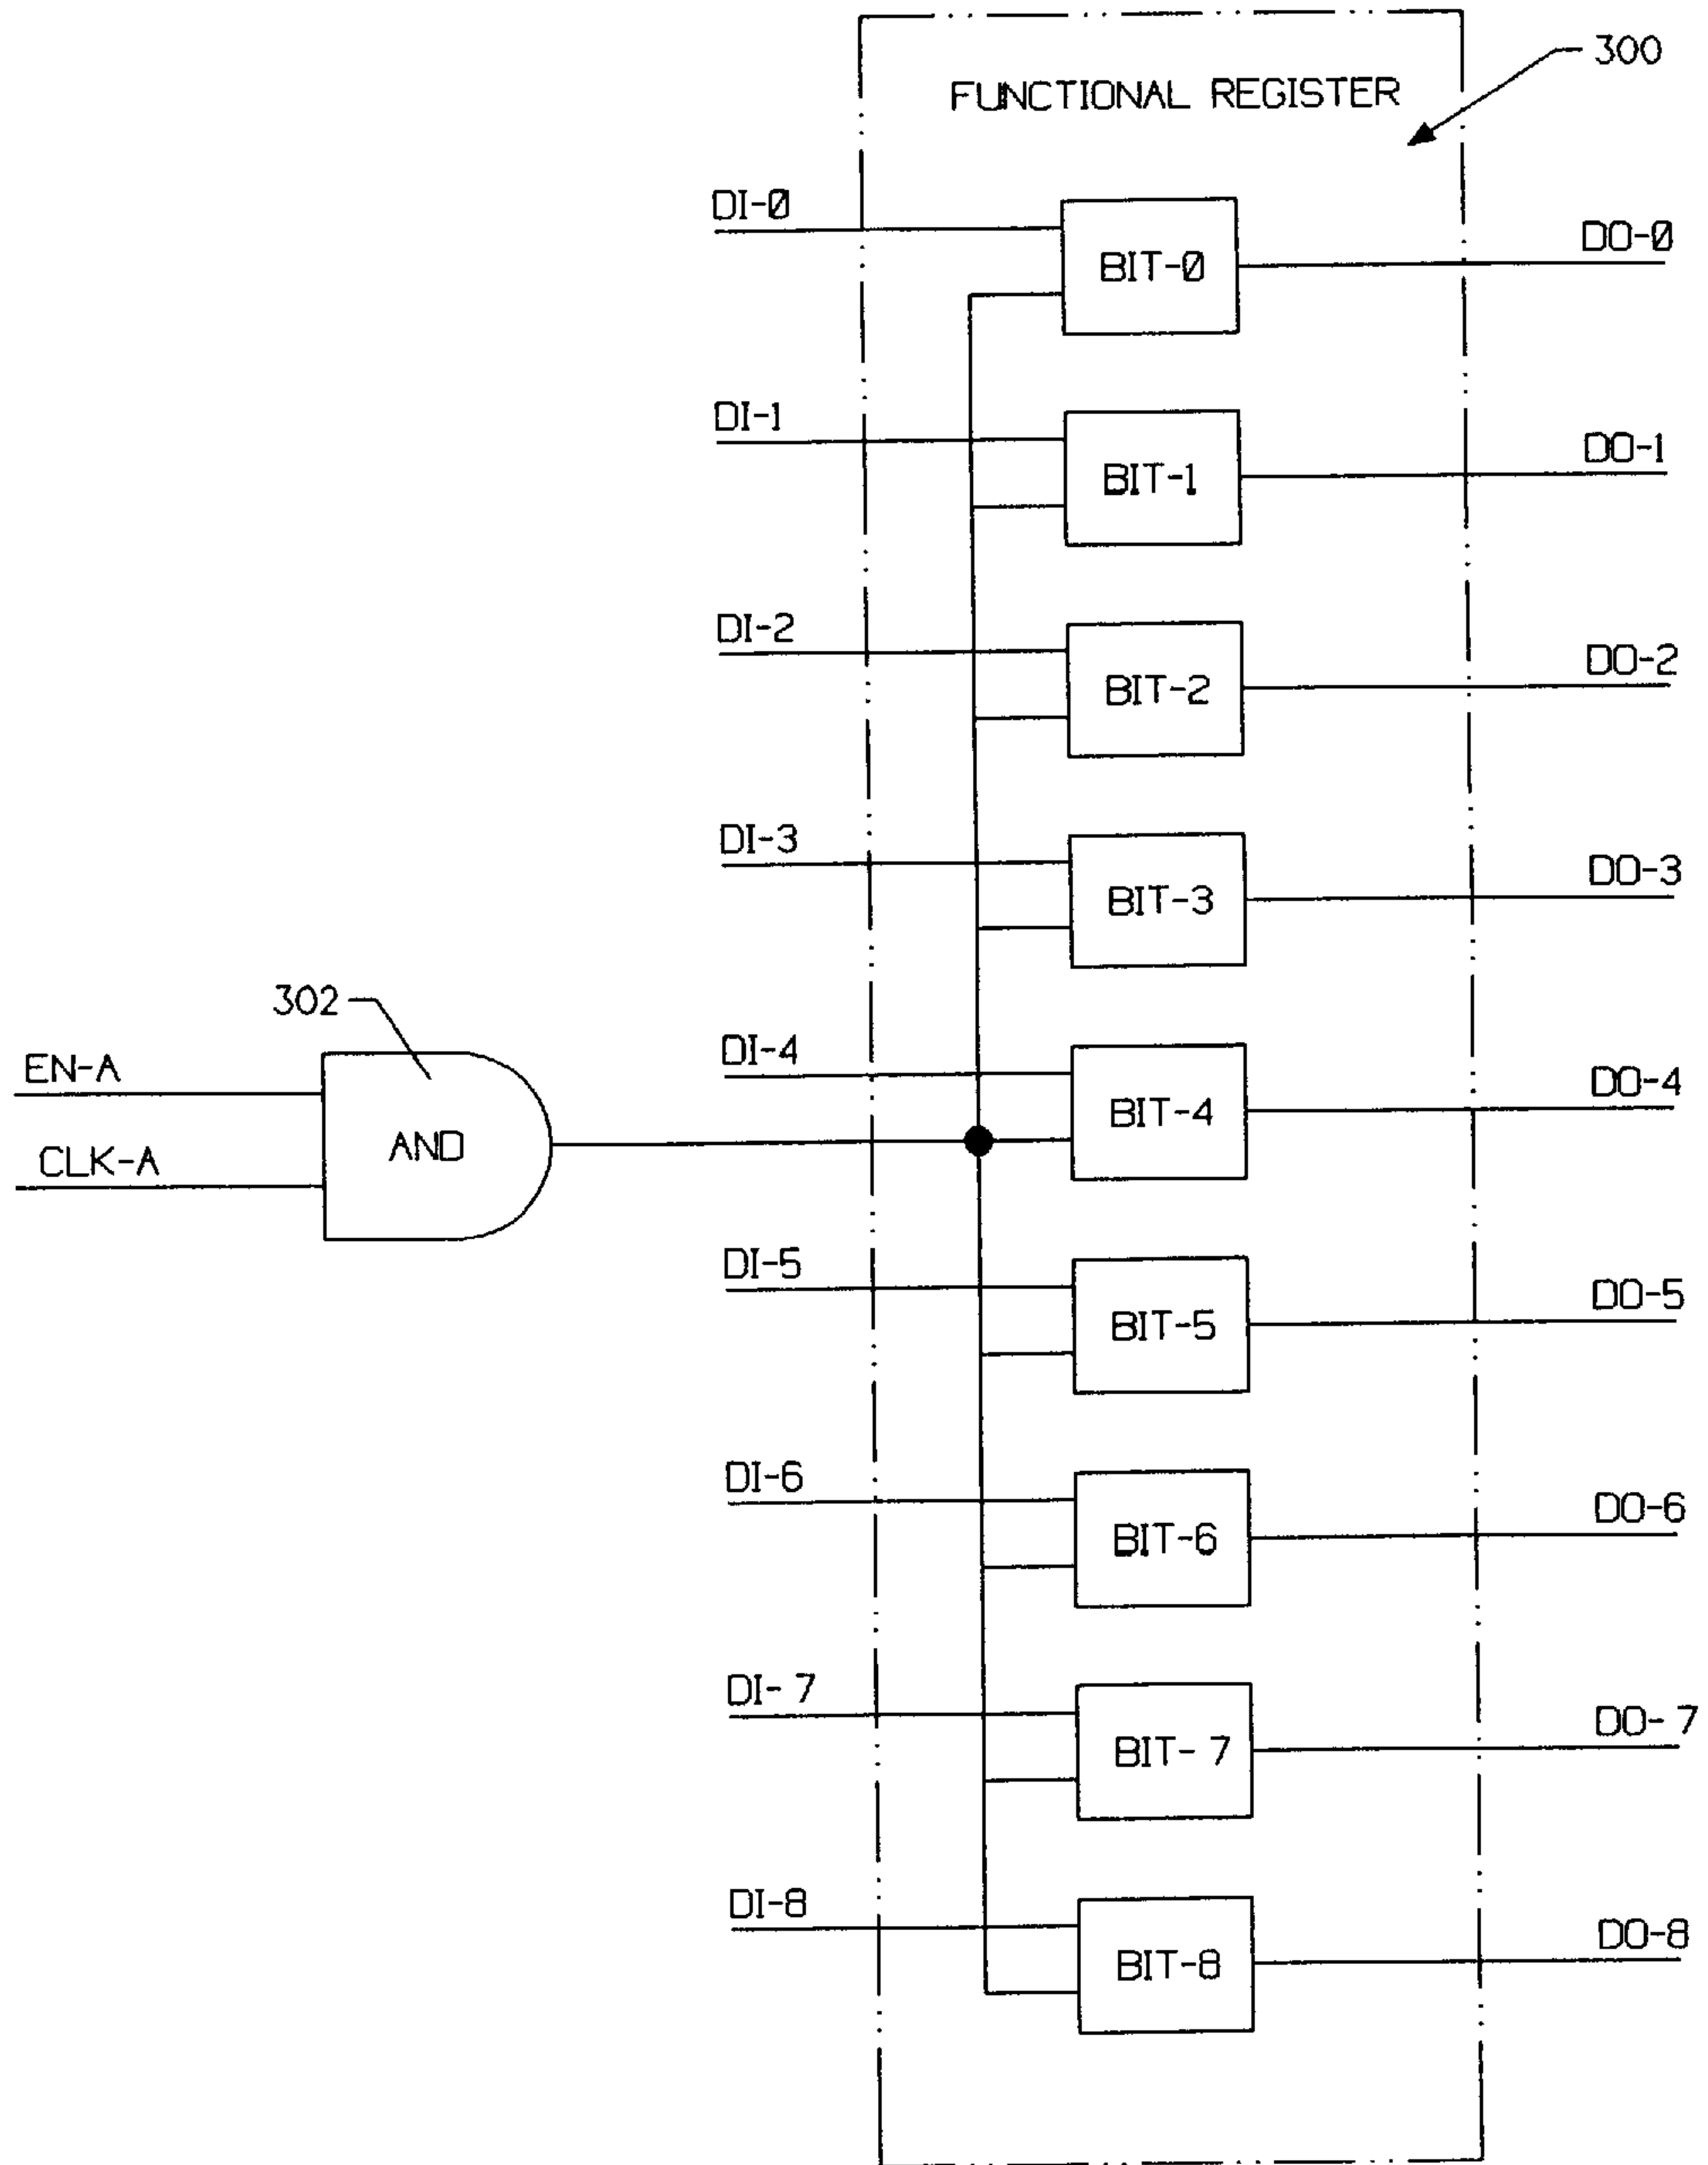 300
FUNCTIONAL REGISTER
DI-0
BIT-0
DO-0
DI-1
BIT-1
DO-1
DI-2
BIT-2
DO-2
DI-3
BIT-3
DO-3
302
EN-A
CLK-A
AND
DI-4
BIT-4
DO-4
DI-5
BIT-5
DO-5
DI-6
BIT-6
DO-6
DI-7
BIT-7
DO-7
DI-8
BIT-8
DO-8